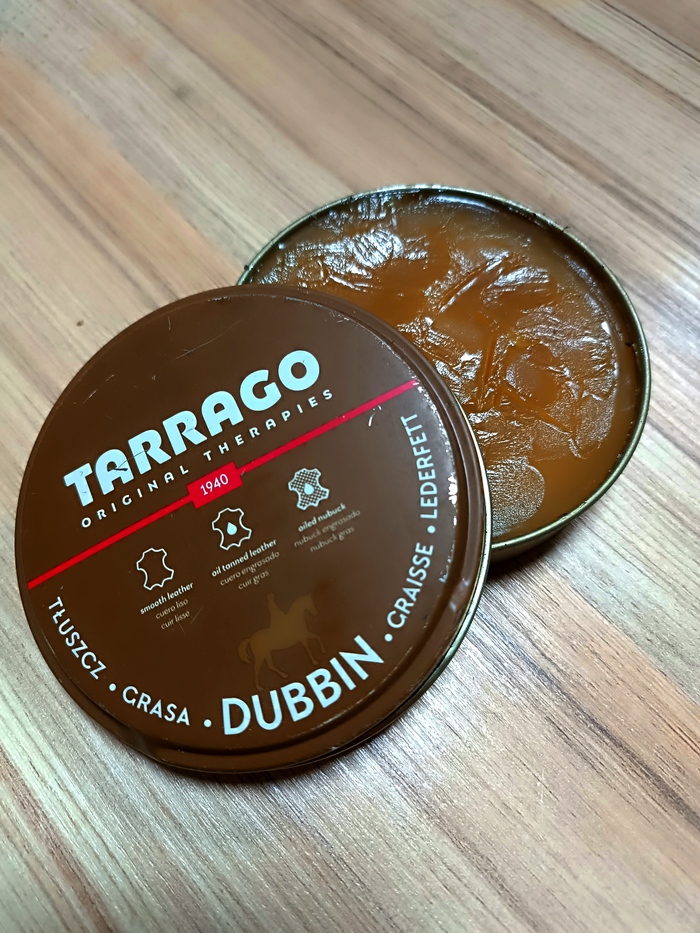 TARRAGO
ORIGINAL THERAPIES
1940
smooth leather
cuero liso
cuir lisse
oil tanned leather
cuero engrasado
cuir gras
oiled nubuck
nubuck engrasado
nubuck gras
TŁUSZCZ • GRASA • DUBBIN • GRAISSE • LEDERFETT